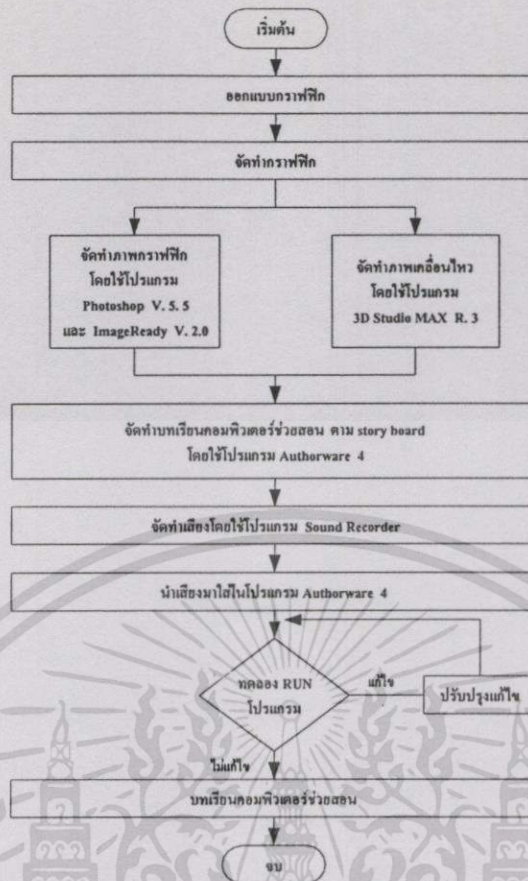 เริ่มต้น
ออกแบบกราฟฟิก
จัดทำกราฟฟิก
จัดทำภาพกราฟฟิก
โดยใช้โปรแกรม
Photoshop V. 5. 5
และ ImageReady V. 2.0
จัดทำภาพเคลื่อนไหว
โดยใช้โปรแกรม
3D Studio MAX R. 3
จัดทำบทเรียนคอมพิวเตอร์ช่วยสอน ตาม story board
โดยใช้โปรแกรม Authorware 4
จัดทำเสียงโดยใช้โปรแกรม Sound Recorder
นำเสียงมาใส่ในโปรแกรม Authorware 4
ทดลอง RUN
โปรแกรม
แก้ไข
ปรับปรุงแก้ไข
ไม่แก้ไข
บทเรียนคอมพิวเตอร์ช่วยสอน
จบ